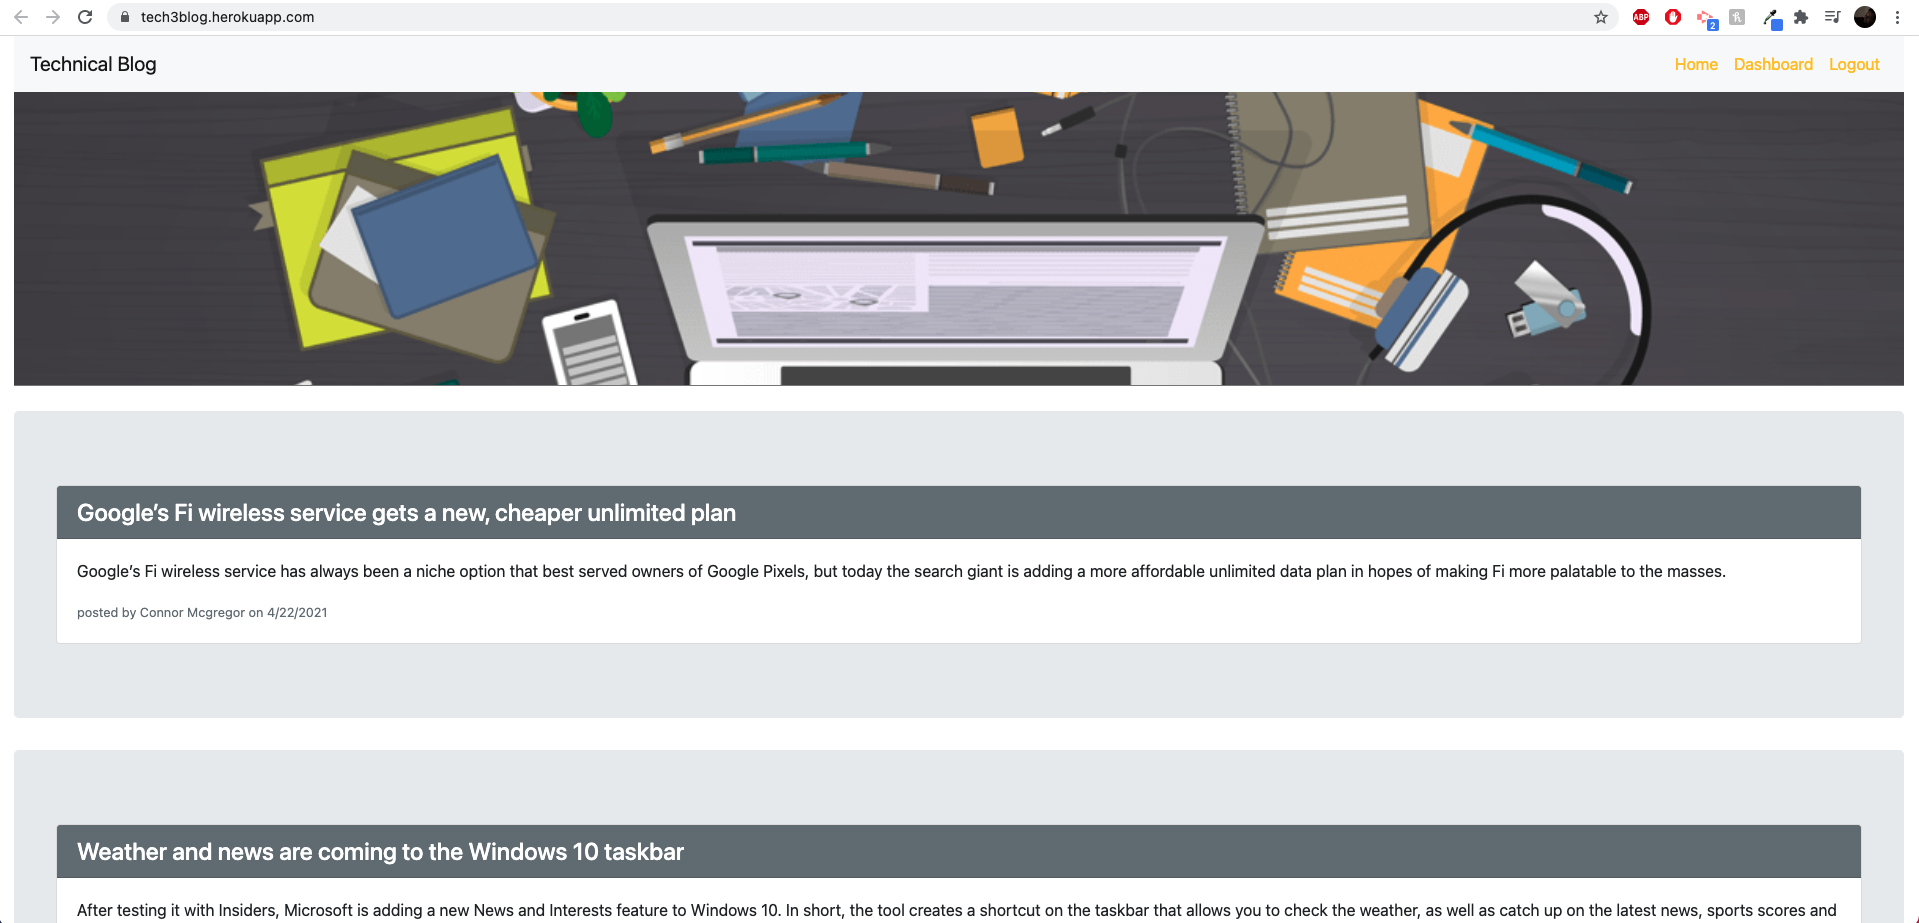 tech3blog.herokuapp.com
ABP
2
Technical Blog
Home Dashboard Logout
Google’s Fi wireless service gets a new, cheaper unlimited plan
Google’s Fi wireless service has always been a niche option that best served owners of Google Pixels, but today the search giant is adding a more affordable unlimited data plan in hopes of making Fi more palatable to the masses.
posted by Connor Mcgregor on 4/22/2021
Weather and news are coming to the Windows 10 taskbar
After testing it with Insiders, Microsoft is adding a new News and Interests feature to Windows 10. In short, the tool creates a shortcut on the taskbar that allows you to check the weather, as well as catch up on the latest news, sports scores and